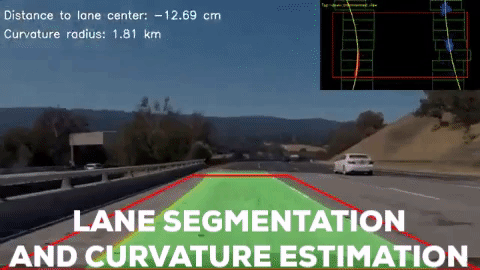 Distance to lane center: -12.69 cm
Curvature radius: 1.81 km
LANE SEGMENTATION
AND CURVATURE ESTIMATION